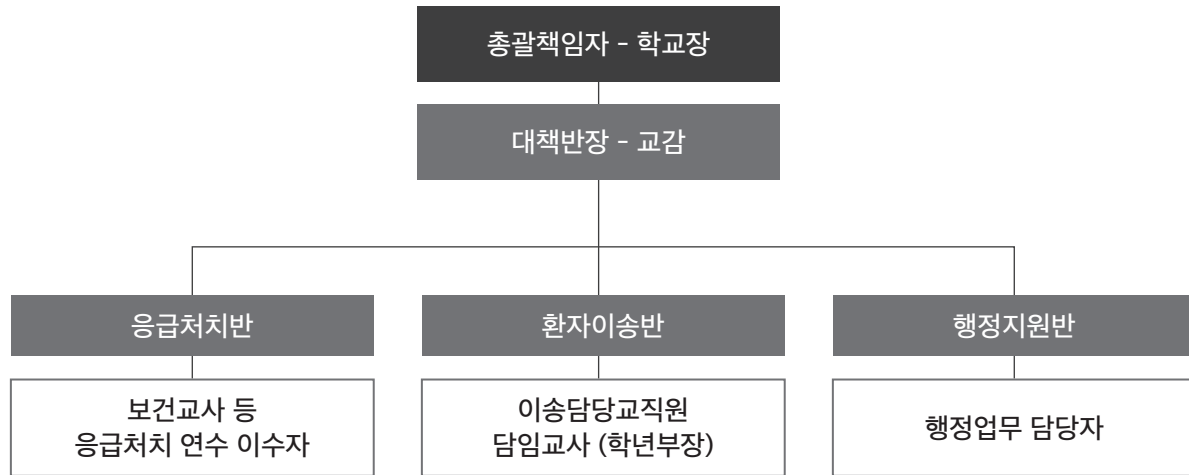 총괄책임자 - 학교장
대책반장 - 교감
응급처치반
환자이송반
행정지원반
보건교사 등
응급처치 연수 이수자
이송담당교직원
담임교사 (학년부장)
행정업무 담당자